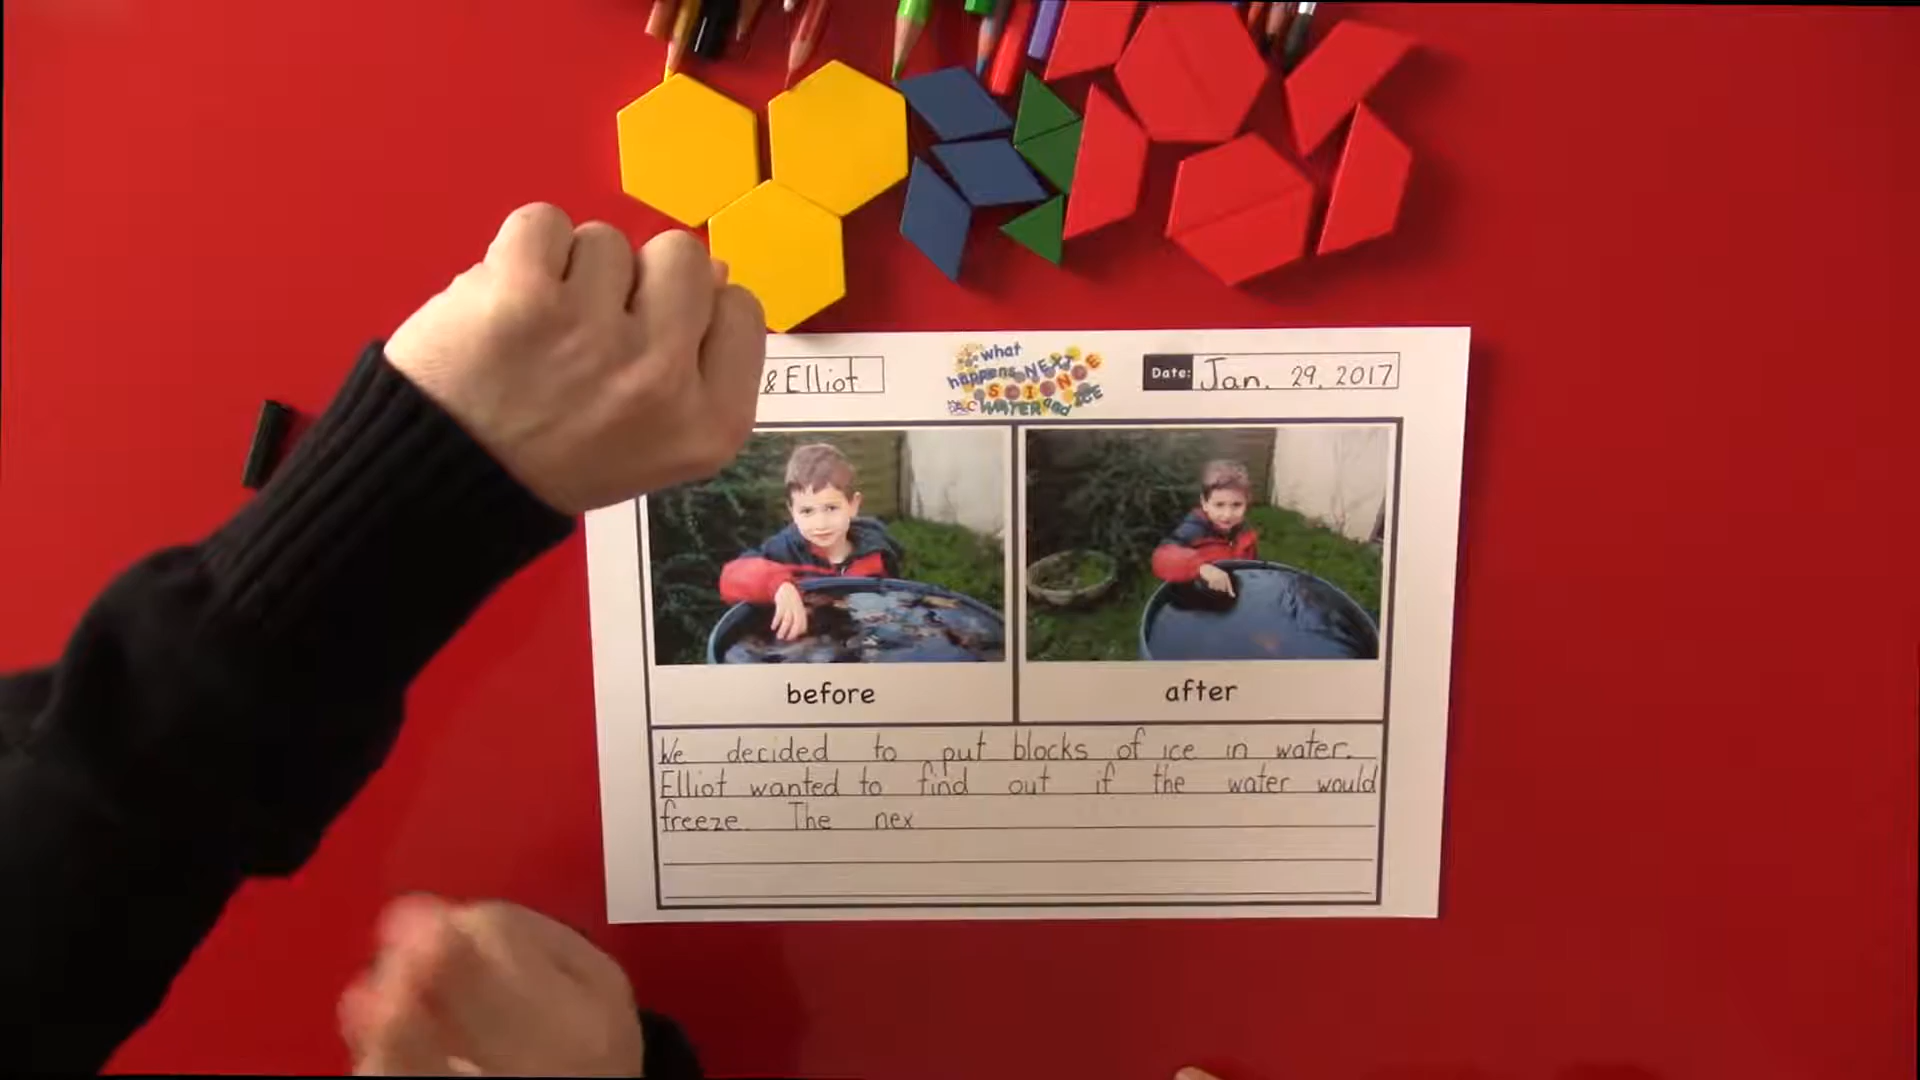 & Elliot
what
happens NEXT
SCIENCE
WATER and ICE
Date: Jan. 29, 2017
before
after
We decided to put blocks of ice in water.
Elliot wanted to find out if the water would
freeze. The nex